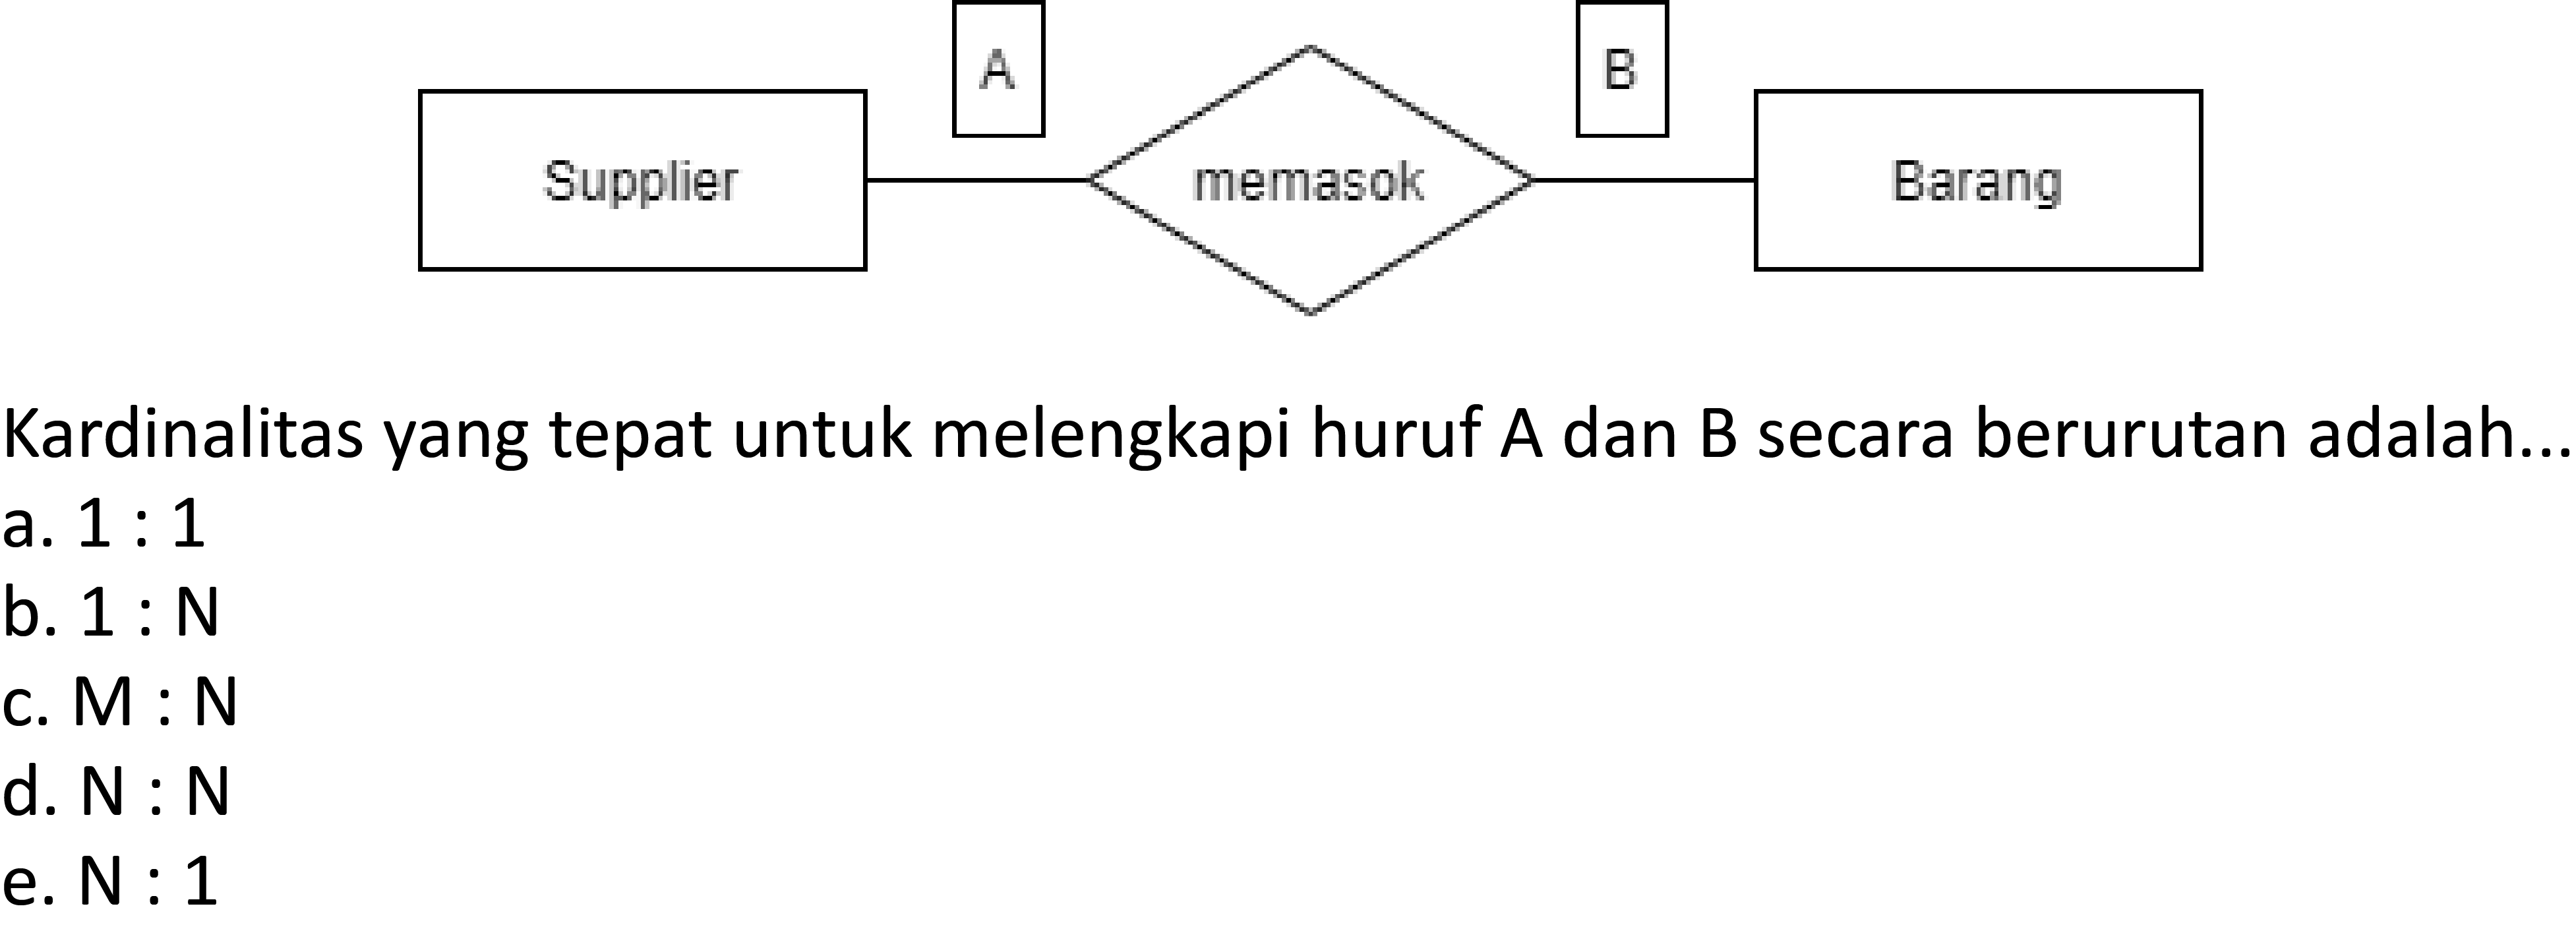 A
B
Supplier
memasok
Barang
Kardinalitas yang tepat untuk melengkapi huruf A dan B secara berurutan adalah...
a. 1 : 1
b. 1 : N
c. M : N
d. N : N
e. N : 1